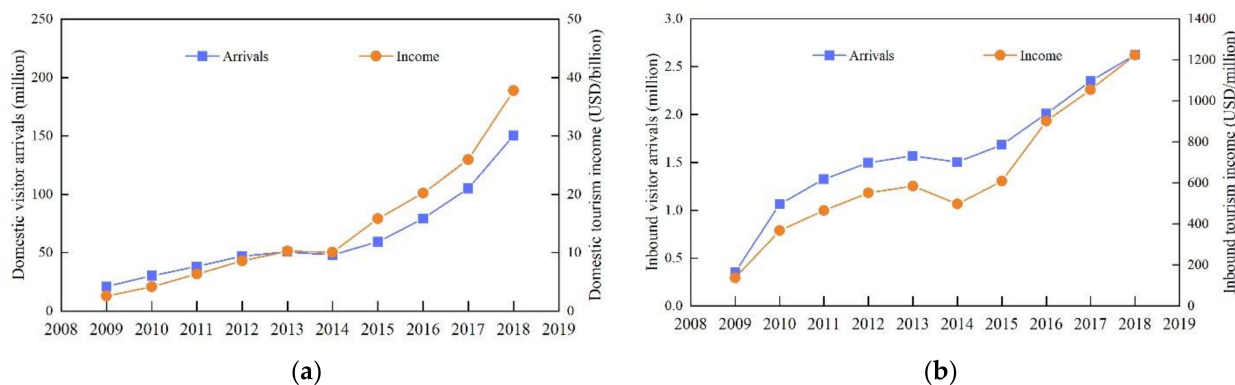 250
200
150
100
50
0
Domestic visitor arrivals (million)
Arrivals
Income
50
40
30
20
10
0
Domestic tourism income (USD/billion)
2008 2009 2010 2011 2012 2013 2014 2015 2016 2017 2018 2019
(a)
3.0
2.5
2.0
1.5
1.0
0.5
0.0
Inbound visitor arrivals (million)
Arrivals
Income
1400
1200
1000
800
600
400
200
0
Inbound tourism income (USD/million)
2008 2009 2010 2011 2012 2013 2014 2015 2016 2017 2018 2019
(b)